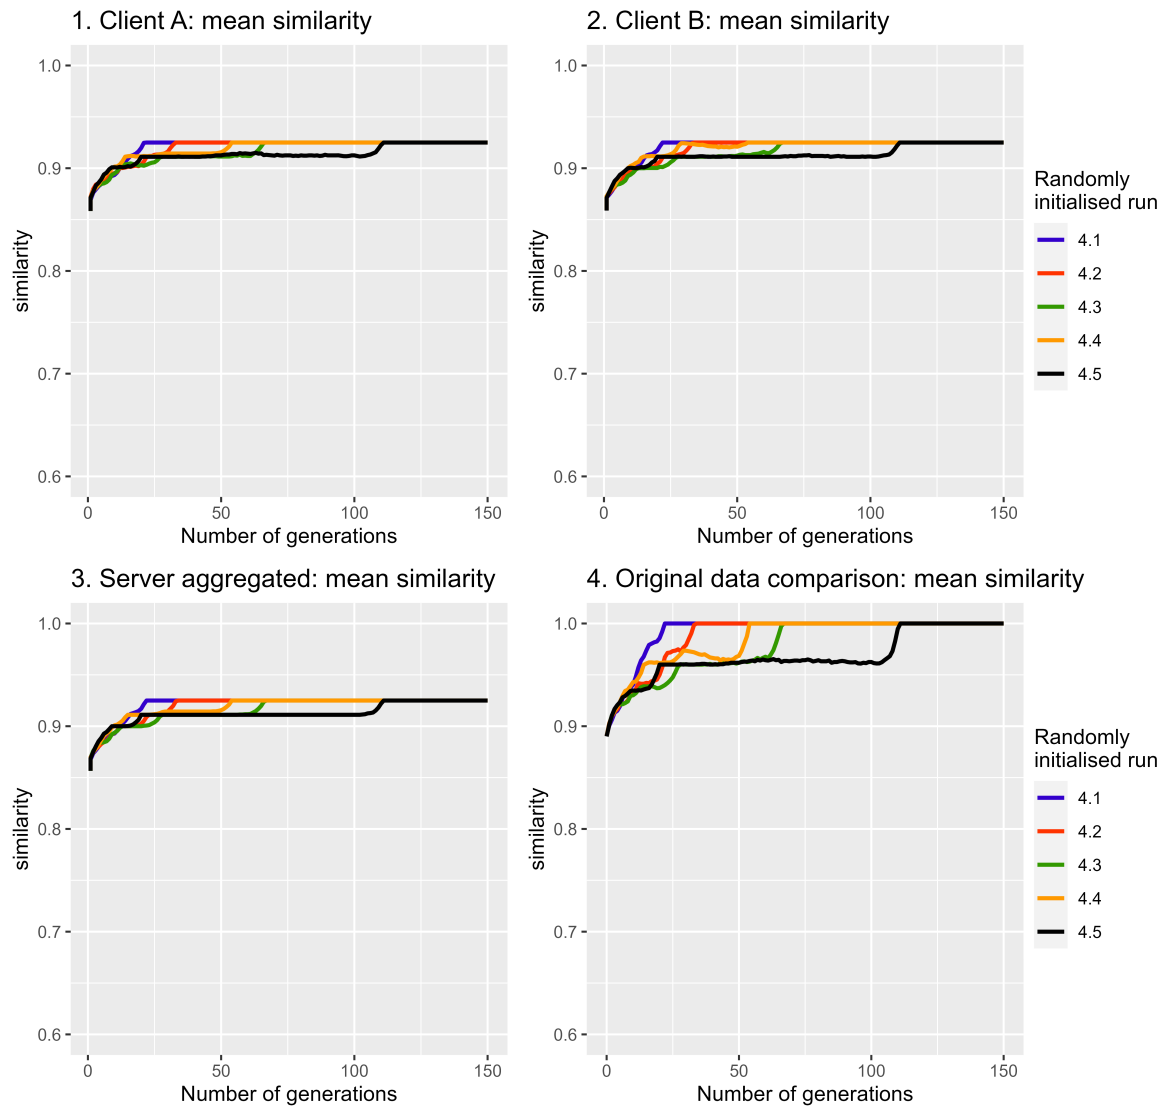 1. Client A: mean similarity
1.0
0.9
0.8
0.7
0.6
similarity
0
50
100
150
Number of generations
2. Client B: mean similarity
1.0
0.9
0.8
0.7
0.6
similarity
0
50
100
150
Number of generations
Randomly
initialised run
4.1
4.2
4.3
4.4
4.5
3. Server aggregated: mean similarity
1.0
0.9
0.8
0.7
0.6
similarity
0
50
100
150
Number of generations
4. Original data comparison: mean similarity
1.0
0.9
0.8
0.7
0.6
similarity
0
50
100
150
Number of generations
Randomly
initialised run
4.1
4.2
4.3
4.4
4.5